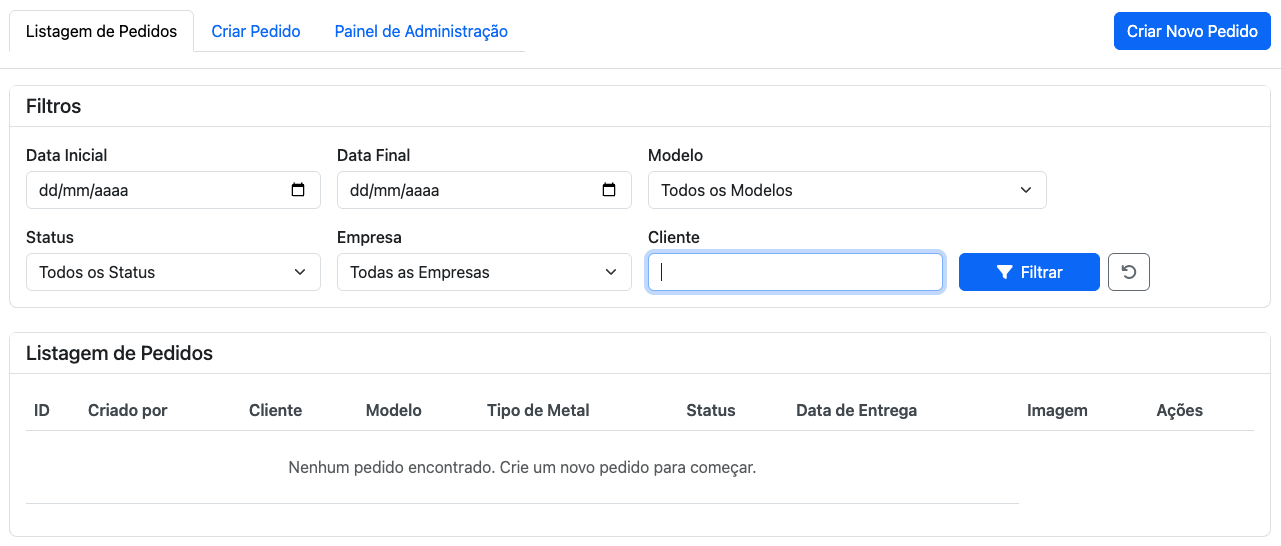 Listagem de Pedidos Criar Pedido Painel de Administração Criar Novo Pedido
Filtros
Data Inicial Data Final Modelo
dd/mm/aaaa dd/mm/aaaa Todos os Modelos
Status Empresa Cliente
Todos os Status Todas as Empresas Filtrar
Listagem de Pedidos
ID Criado por Cliente Modelo Tipo de Metal Status Data de Entrega Imagem Ações
Nenhum pedido encontrado. Crie um novo pedido para começar.